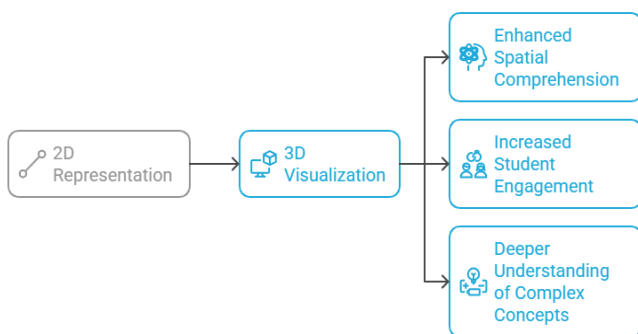 2D
Representation
3D
Visualization
Enhanced
Spatial
Comprehension
Increased
Student
Engagement
Deeper
Understanding
of Complex
Concepts